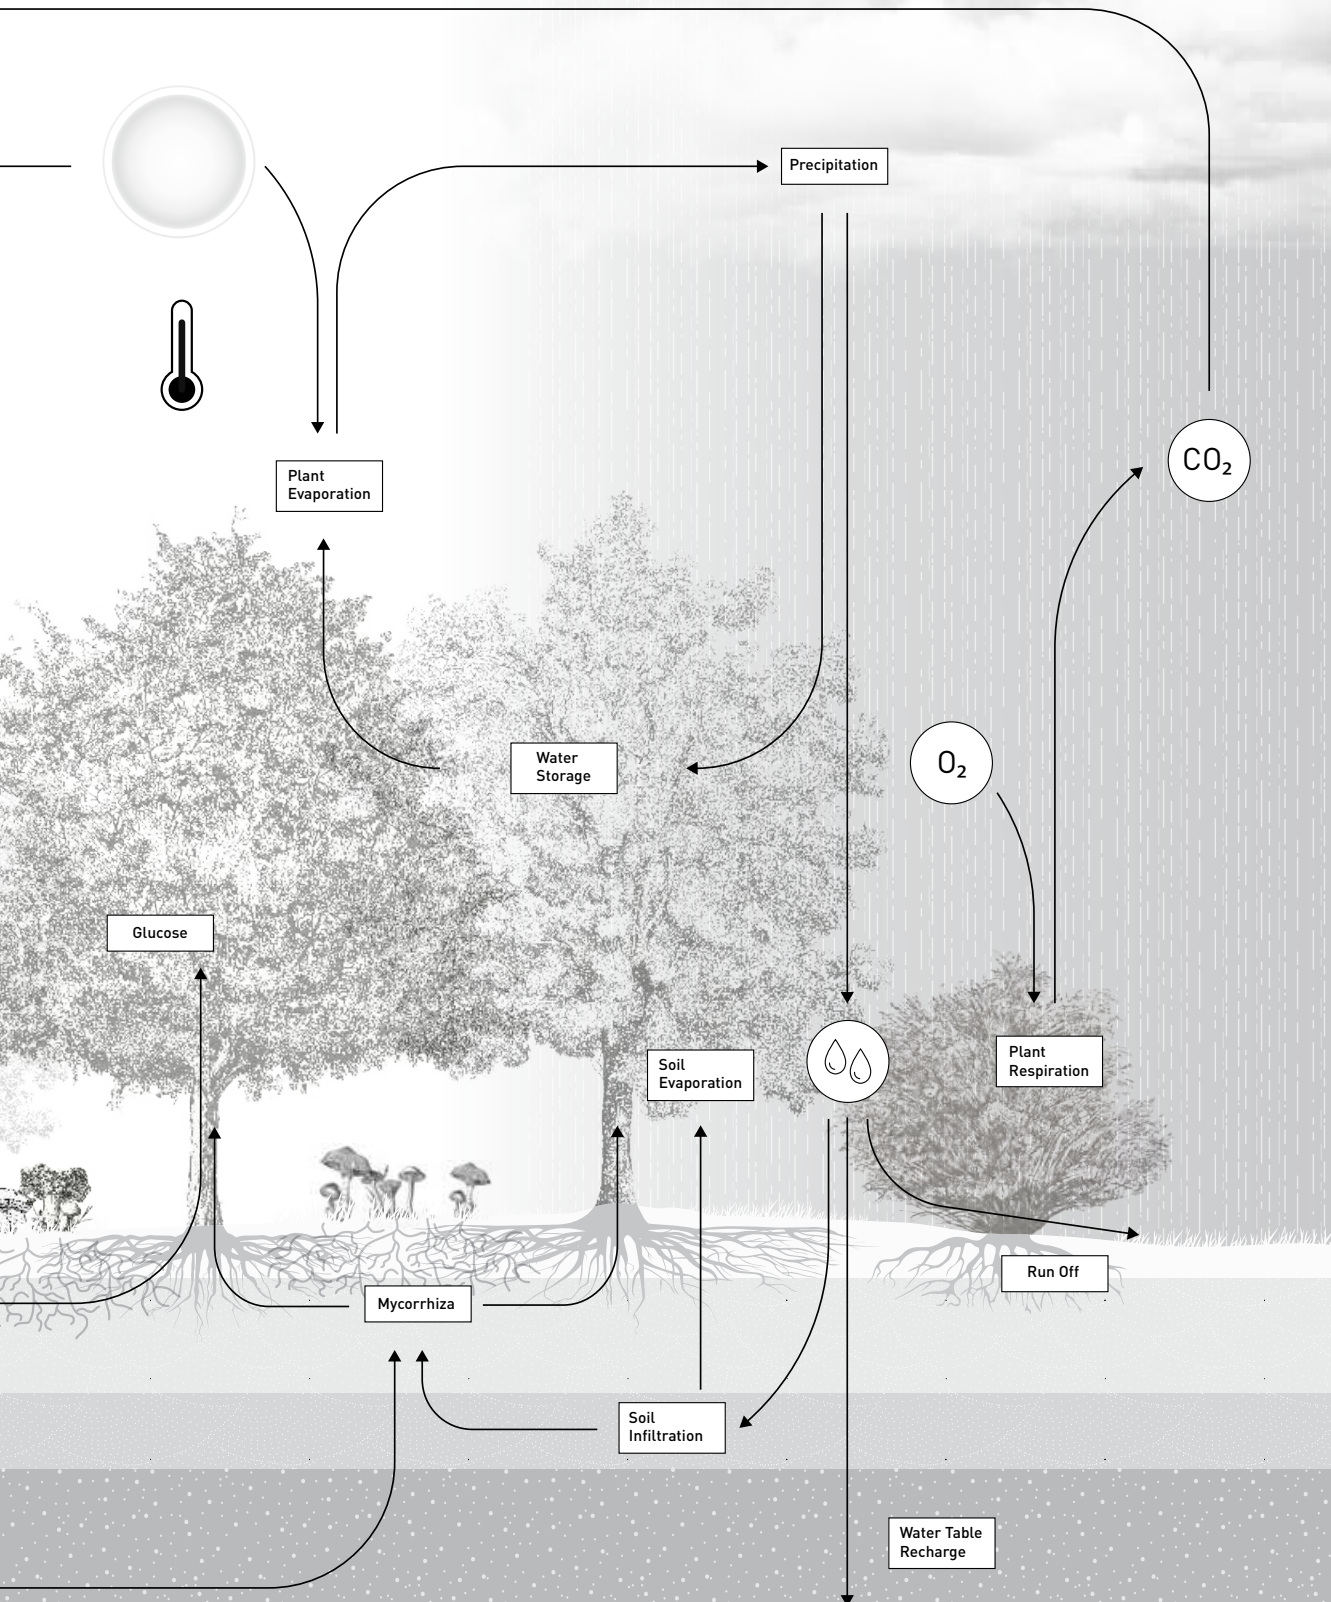 Precipitation
Plant
Evaporation
CO₂
Water
Storage
O₂
Glucose
Soil
Evaporation
Plant
Respiration
Run Off
Mycorrhiza
Soil
Infiltration
Water Table
Recharge